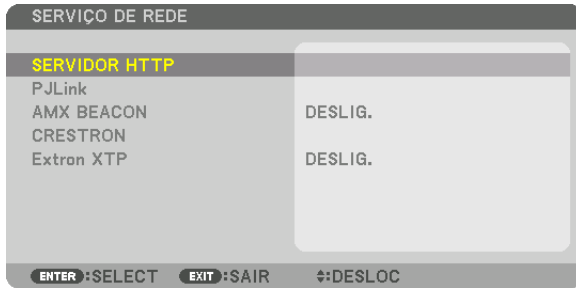 SERVIÇO DE REDE
SERVIDOR HTTP
PJLink
AMX BEACON DESLIG.
CRESTRON
Extron XTP DESLIG.
ENTER :SELECT EXIT :SAIR :DESLOC